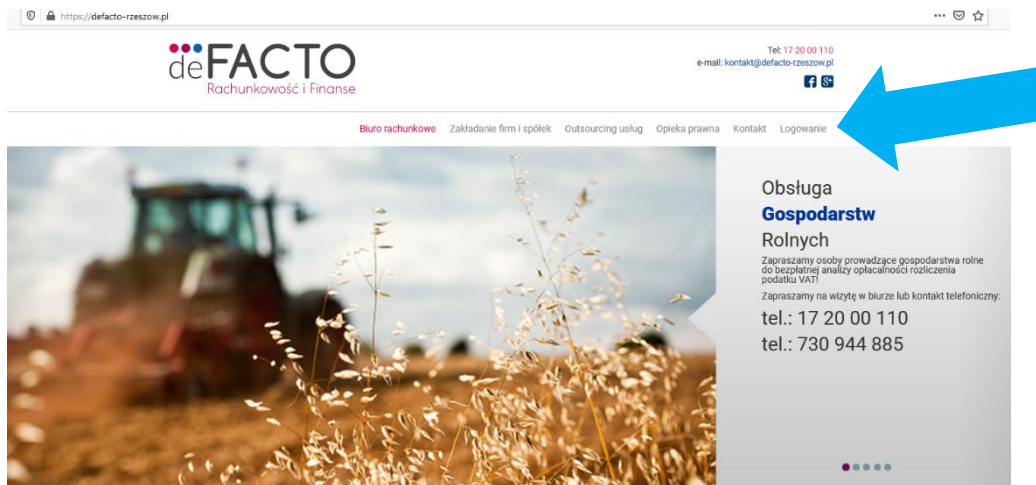 https://defacto-rzeszow.pl
deFACTO
Rachunkowość i Finanse
Tel: 17 20 00 110
e-mail: kontakt@defacto-rzeszow.pl
Biuro rachunkowe Zakładanie firm i spółek Outsourcing usług Opieka prawna Kontakt Logowanie
Obsługa
Gospodarstw
Rolnych
Zapraszamy osoby prowadzące gospodarstwa rolne
do bezpłatnej analizy opłacalności rozliczenia
podatku VAT!
Zapraszamy na wizytę w biurze lub kontakt telefoniczny:
tel.: 17 20 00 110
tel.: 730 944 885